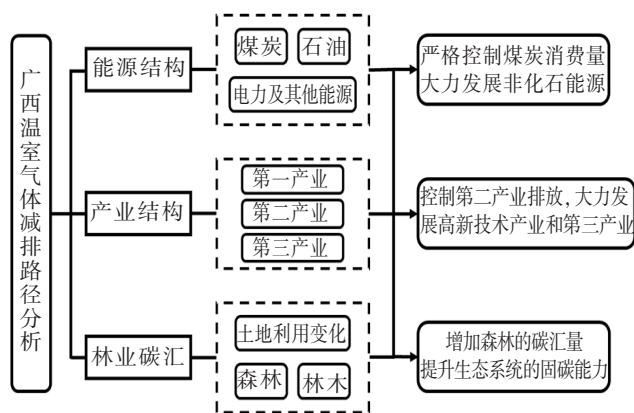 广西温室气体减排路径分析
能源结构
煤炭
石油
电力及其他能源
严格控制煤炭消费量
大力发展非化石能源
产业结构
第一产业
第二产业
第三产业
控制第二产业排放，大力发
展高新技术产业和第三产业
林业碳汇
土地利用变化
森林
林木
增加森林的碳汇量
提升生态系统的固碳能力